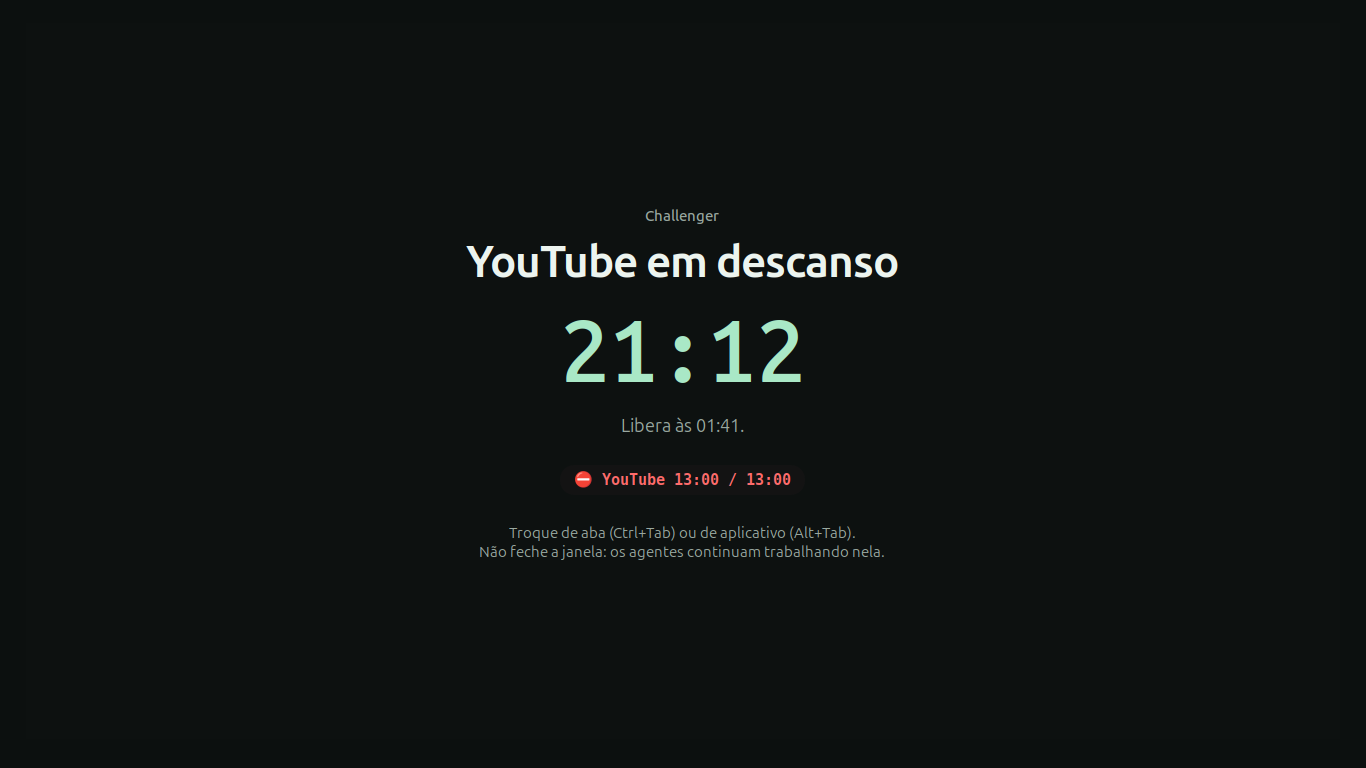 Challenger
YouTube em descanso
21:12
Libera às 01:41.
⛔ YouTube 13:00 / 13:00
Troque de aba (Ctrl+Tab) ou de aplicativo (Alt+Tab).
Não feche a janela: os agentes continuam trabalhando nela.